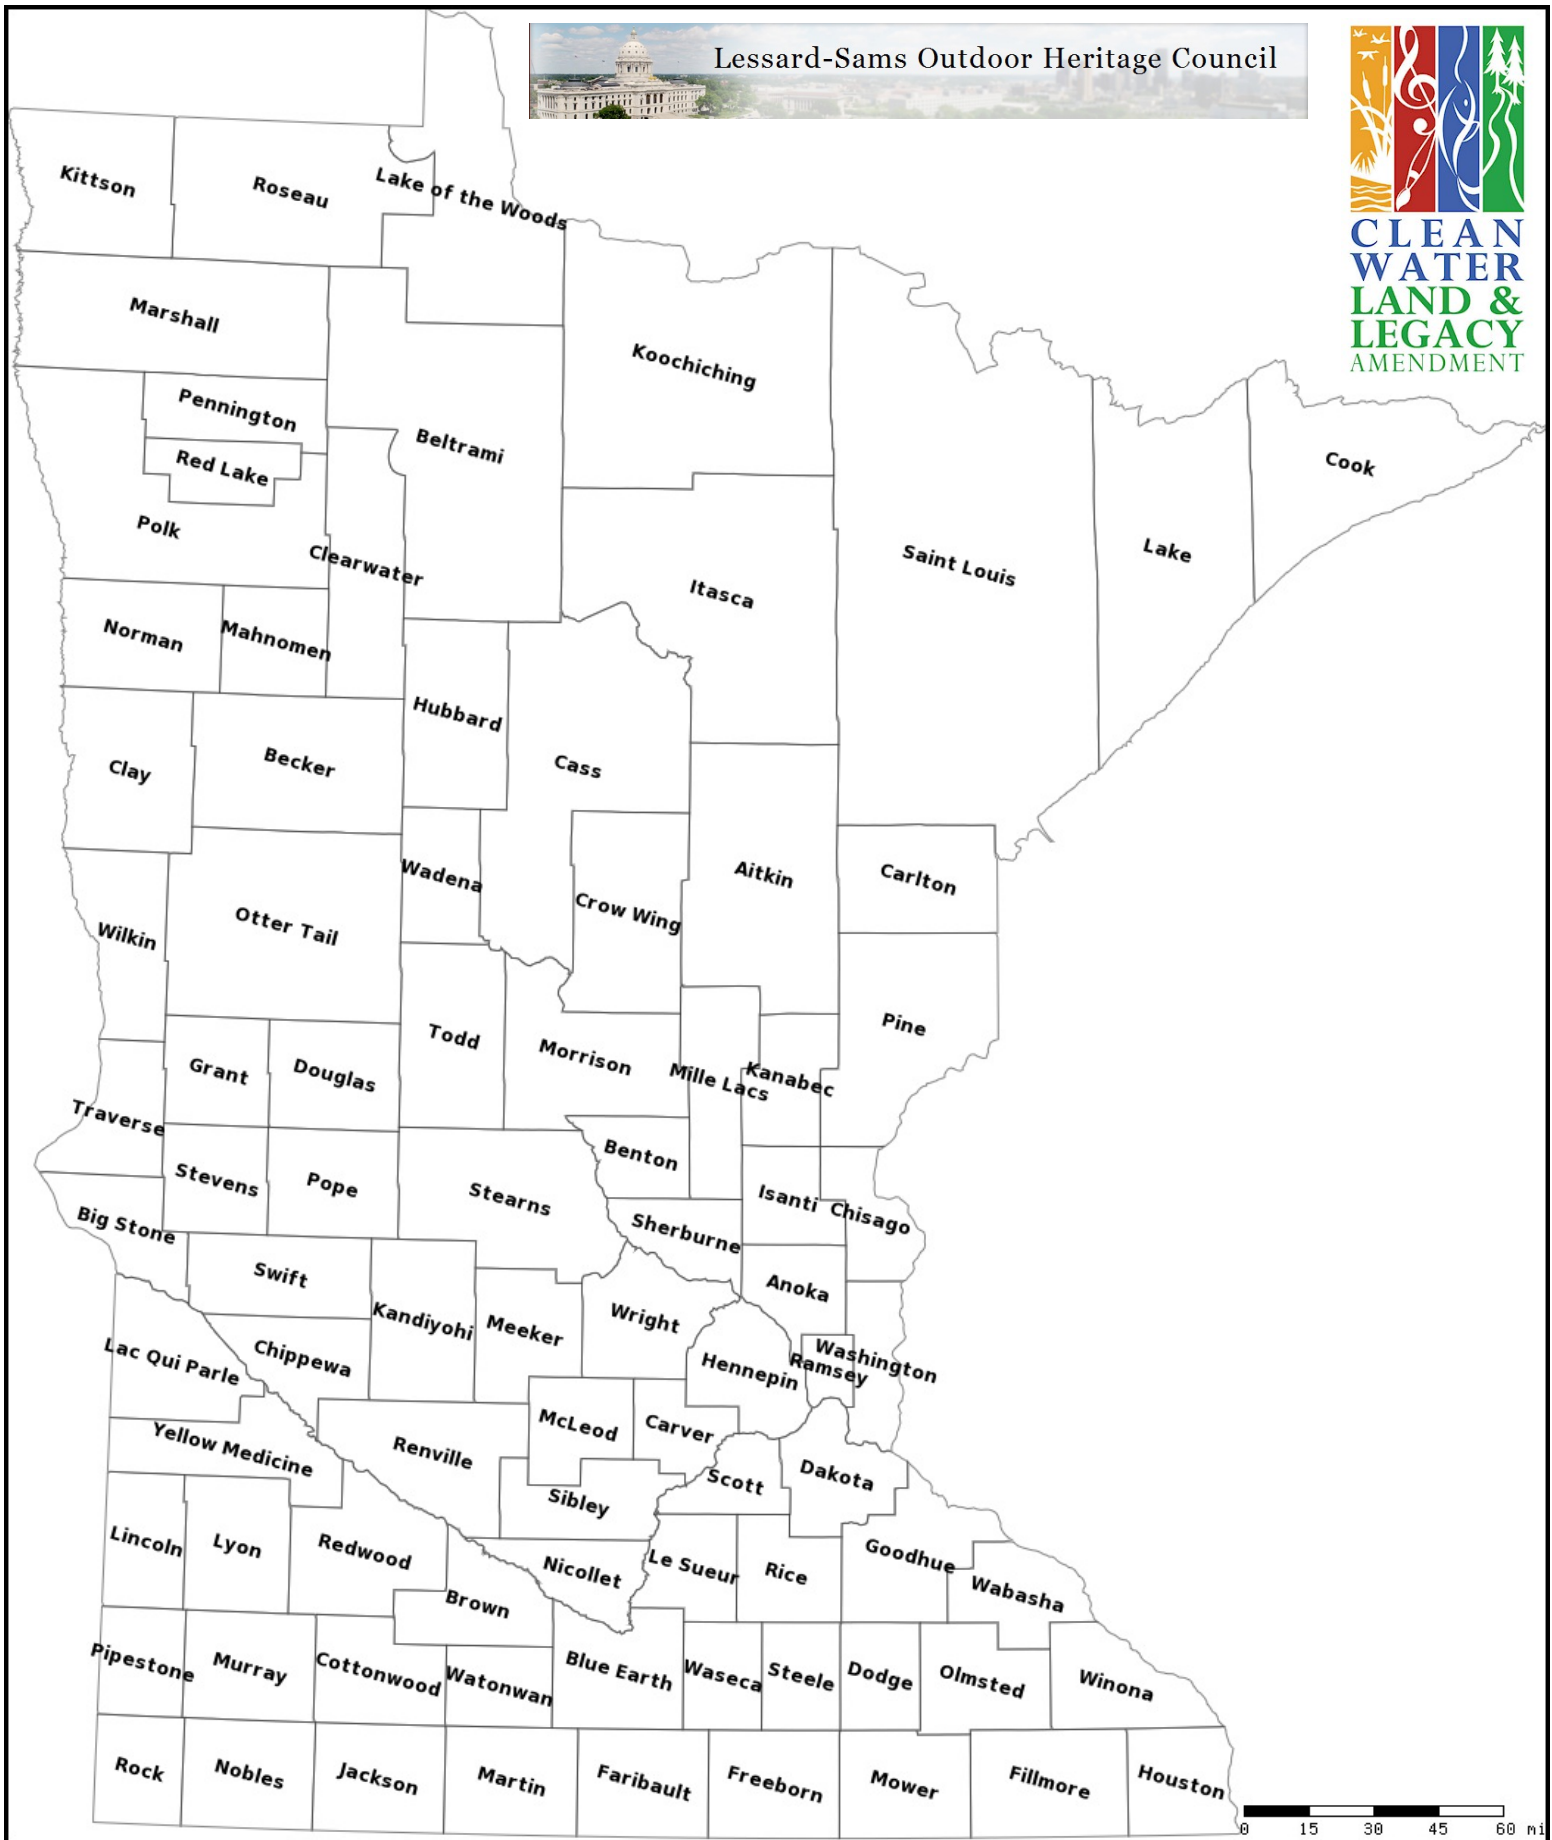 Lessard-Sams Outdoor Heritage Council
CLEAN
WATER
LAND &
LEGACY
AMENDMENT
Kittson
Roseau
Lake of the Woods
Marshall
Koochiching
Pennington
Beltrami
Red Lake
Cook
Polk
Clearwater
Saint Louis
Lake
Itasca
Norman
Mahnomen
Hubbard
Clay
Becker
Cass
Wadena
Aitkin
Carlton
Crow Wing
Otter Tail
Wilkin
Todd
Morrison
Pine
Grant
Douglas
Mille Lacs
Kanabec
Traverse
Benton
Stevens
Pope
Stearns
Isanti
Chisago
Big Stone
Sherburne
Swift
Anoka
Kandiyohi
Meeker
Wright
Lac Qui Parle
Chippewa
Hennepin
Ramsey
Washington
McLeod
Carver
Yellow Medicine
Renville
Scott
Dakota
Sibley
Lincoln
Lyon
Redwood
Nicollet
Le Sueur
Rice
Goodhue
Brown
Wabasha
Pipestone
Murray
Cottonwood
Watonwan
Blue Earth
Waseca
Steele
Dodge
Olmsted
Winona
Rock
Nobles
Jackson
Martin
Faribault
Freeborn
Mower
Fillmore
Houston
0 15 30 45 60 mi